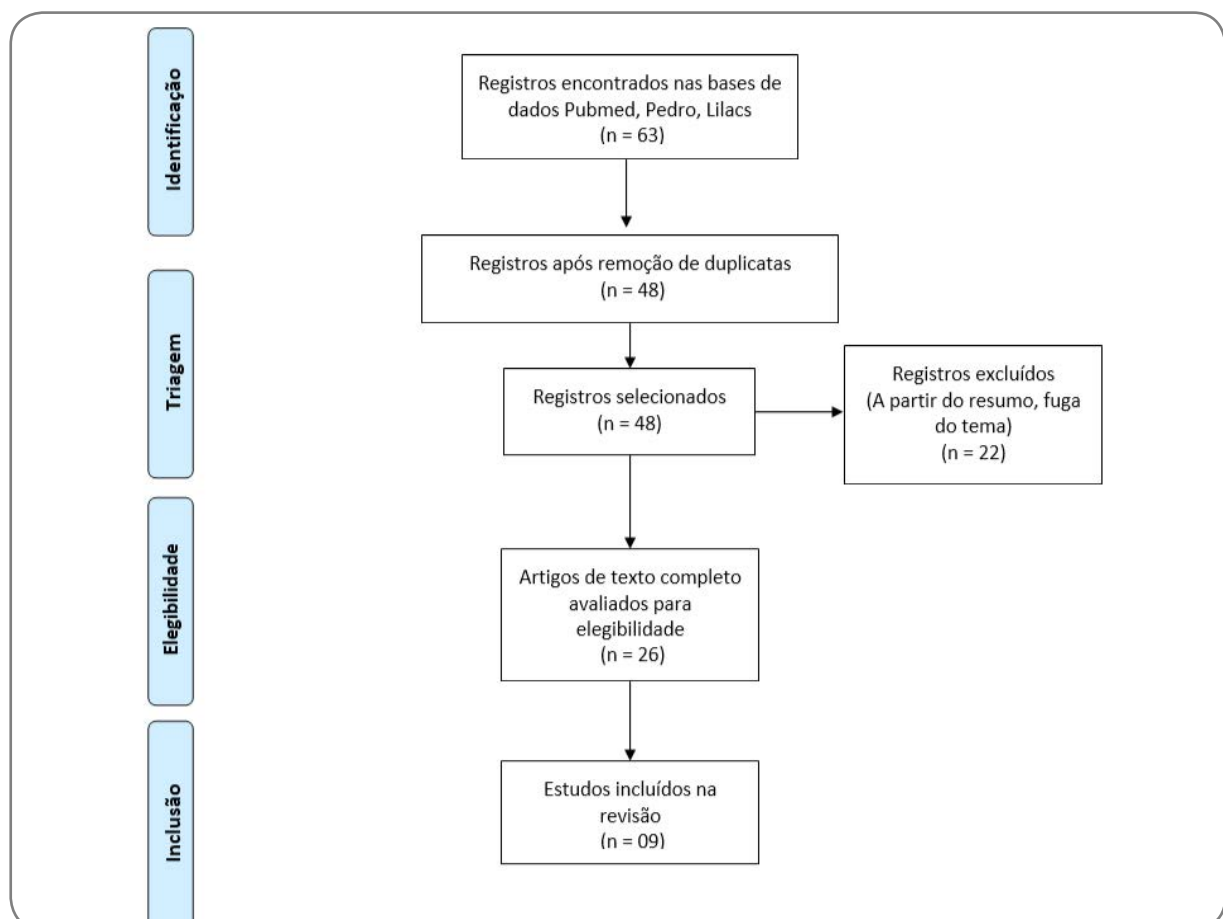 Identificação
Registros encontrados nas bases de
dados Pubmed, Pedro, Lilacs
(n = 63)
Registros após remoção de duplicatas
(n = 48)
Triagem
Registros selecionados
(n = 48)
Registros excluídos
(A partir do resumo, fuga
do tema)
(n = 22)
Elegibilidade
Artigos de texto completo
avaliados para
elegibilidade
(n = 26)
Inclusão
Estudos incluídos na
revisão
(n = 09)